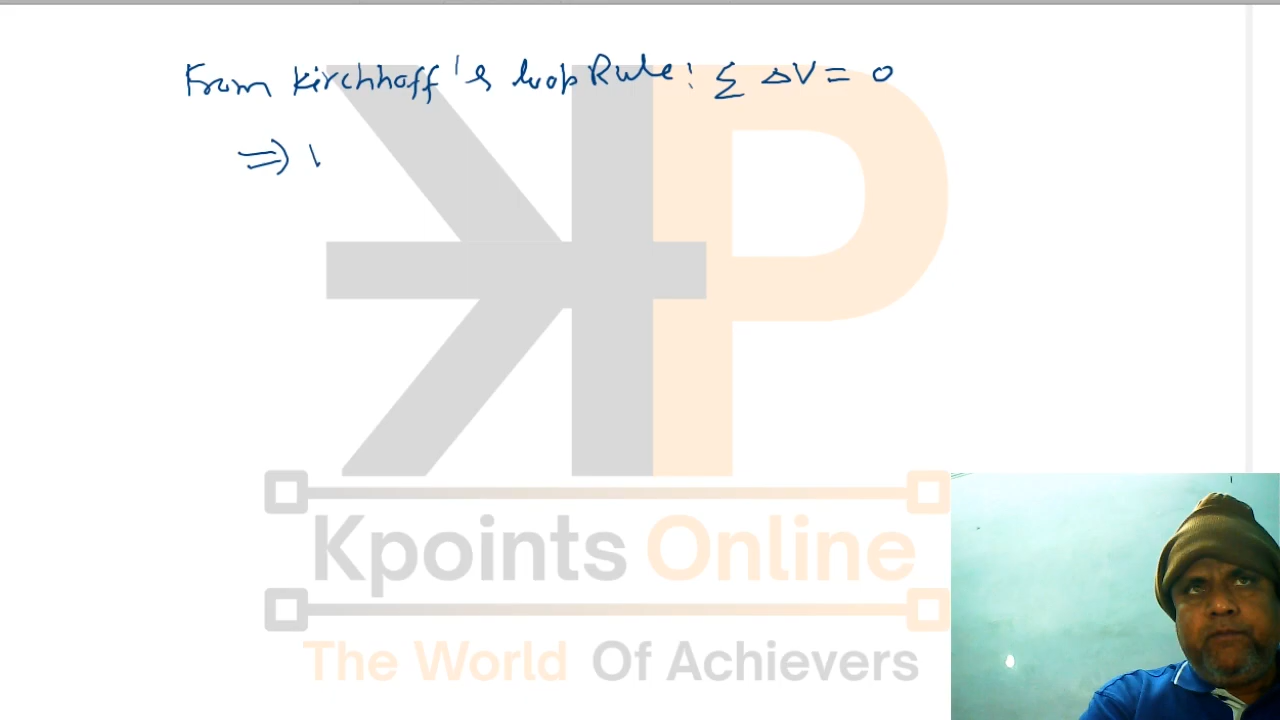 From Kirchhoff's loop Rule: Σ ΔV = 0
⇒
Kpoints Online
The World Of Achievers